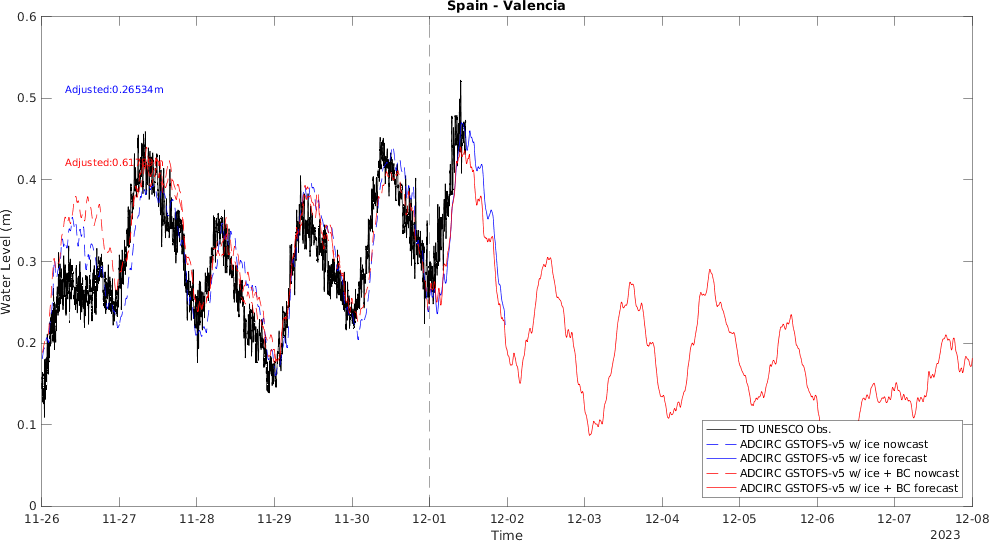 Spain - Valencia
0.6
0.5
0.4
0.3
0.2
0.1
0
Water Level (m)
Adjusted:0.26534m
Adjusted:0.61
TD UNESCO Obs.
ADCIRC GSTOFS-v5 w/ ice nowcast
ADCIRC GSTOFS-v5 w/ ice forecast
ADCIRC GSTOFS-v5 w/ ice + BC nowcast
ADCIRC GSTOFS-v5 w/ ice + BC forecast
11-26 11-27 11-28 11-29 11-30 12-01 12-02 12-03 12-04 12-05 12-06 12-07 12-08
Time
2023